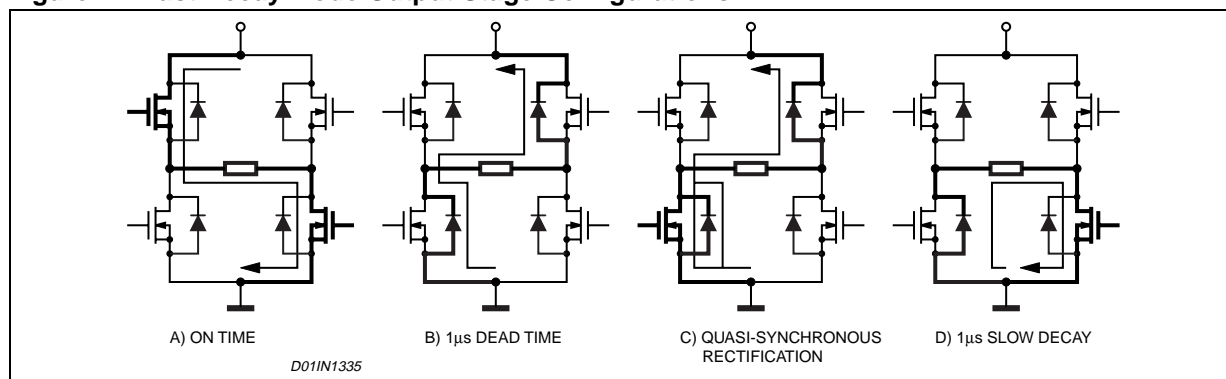 A) ON TIME
B) 1μs DEAD TIME
C) QUASI-SYNCHRONOUS
RECTIFICATION
D) 1μs SLOW DECAY
D01IN1335